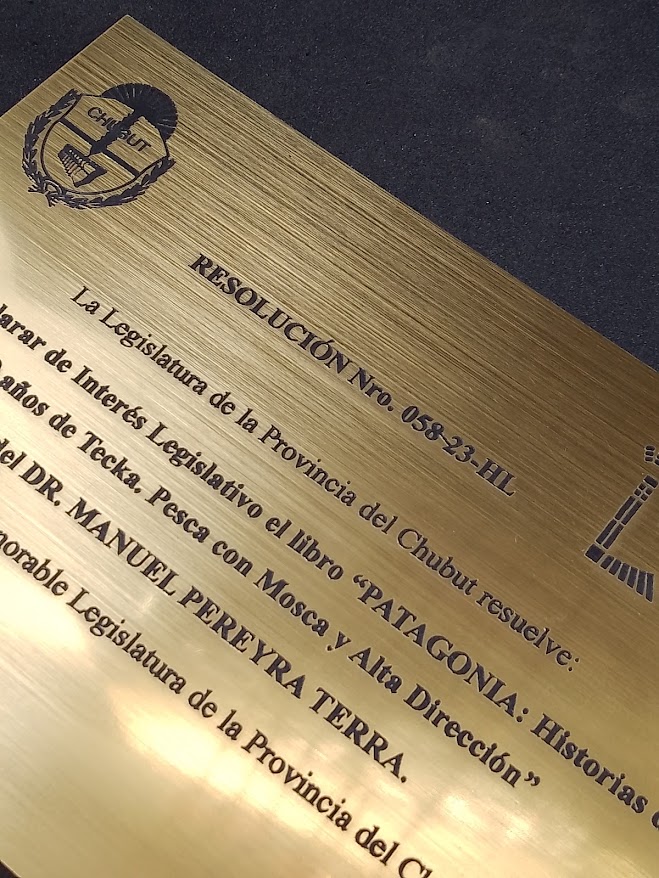 CHUBUT
RESOLUCIÓN Nro. 058-23-HL
La Legislatura de la Provincia del Chubut resuelve:
larar de Interés Legislativo el libro “PATAGONIA: Historias
años de Tecka, Pesca con Mosca y Alta Dirección”
del DR. MANUEL PEREYRA TERRA.
norable Legislatura de la Provincia del Ch